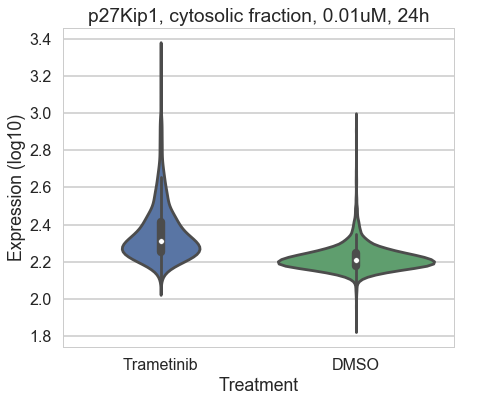 p27Kip1, cytosolic fraction, 0.01uM, 24h
3.4
3.2
3.0
2.8
2.6
2.4
2.2
2.0
1.8
Expression (log10)
Trametinib
DMSO
Treatment